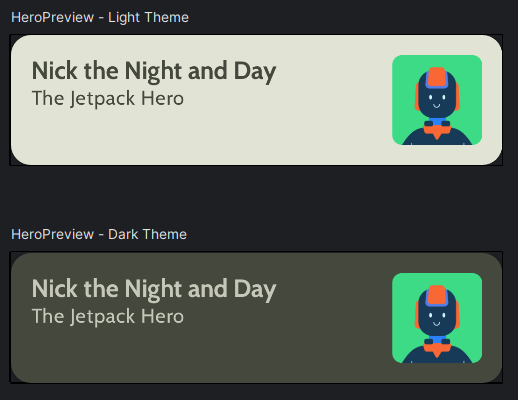 HeroPreview - Light Theme
Nick the Night and Day
The Jetpack Hero
HeroPreview - Dark Theme
Nick the Night and Day
The Jetpack Hero